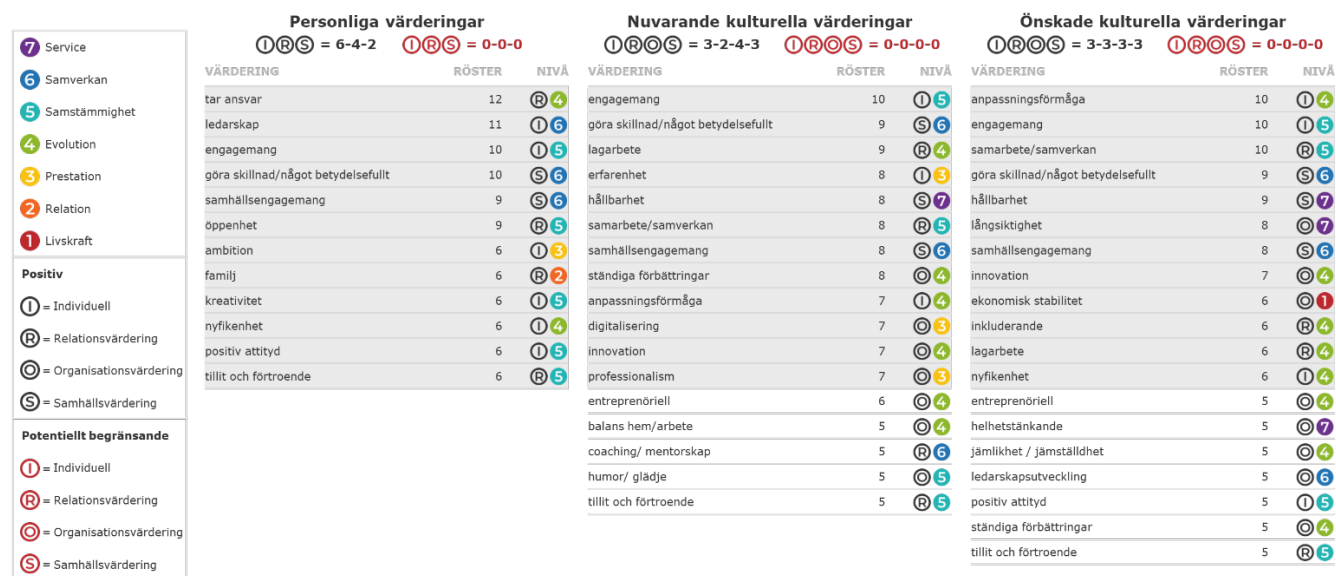 7 Service
6 Samverkan
5 Samstämmighet
4 Evolution
3 Prestation
2 Relation
1 Livskraft
Positiv
I = Individuell
R = Relationsvärdering
O = Organisationsvärdering
S = Samhällsvärdering
Potentiellt begränsande
I = Individuell
R = Relationsvärdering
O = Organisationsvärdering
S = Samhällsvärdering
Personliga värderingar
IRS = 6-4-2 IRS = 0-0-0
VÄRDERING RÖSTER NIVÅ
tar ansvar 12 R 4
ledarskap 11 I 6
engagemang 10 I 5
göra skillnad/något betydelsefullt 10 S 6
samhällsengagemang 9 S 6
öppenhet 9 R 5
ambition 6 I 3
familj 6 R 2
kreativitet 6 I 5
nyfikenhet 6 I 4
positiv attityd 6 I 5
tillit och förtroende 6 R 5
Nuvarande kulturella värderingar
IROS = 3-2-4-3 IROS = 0-0-0-0
VÄRDERING RÖSTER NIVÅ
engagemang 10 I 5
göra skillnad/något betydelsefullt 9 S 6
lagarbete 9 R 4
erfarenhet 8 I 3
hållbarhet 8 S 7
samarbete/samverkan 8 R 5
samhällsengagemang 8 S 6
ständiga förbättringar 8 O 4
anpassningsförmåga 7 I 4
digitalisering 7 O 3
innovation 7 O 4
professionalism 7 O 3
entreprenöriell 6 O 4
balans hem/arbete 5 O 4
coaching/ mentorskap 5 R 6
humor/ glädje 5 O 5
tillit och förtroende 5 R 5
Önskade kulturella värderingar
IROS = 3-3-3-3 IROS = 0-0-0-0
VÄRDERING RÖSTER NIVÅ
anpassningsförmåga 10 I 4
engagemang 10 I 5
samarbete/samverkan 10 R 5
göra skillnad/något betydelsefullt 9 S 6
hållbarhet 9 S 7
långsiktighet 8 O 7
samhällsengagemang 8 S 6
innovation 7 O 4
ekonomisk stabilitet 6 O 1
inkluderande 6 R 4
lagarbete 6 R 4
nyfikenhet 6 I 4
entreprenöriell 5 O 4
helhetstänkande 5 O 7
jämlikhet / jämställdhet 5 O 4
ledarskapsutveckling 5 O 6
positiv attityd 5 I 5
ständiga förbättringar 5 O 4
tillit och förtroende 5 R 5